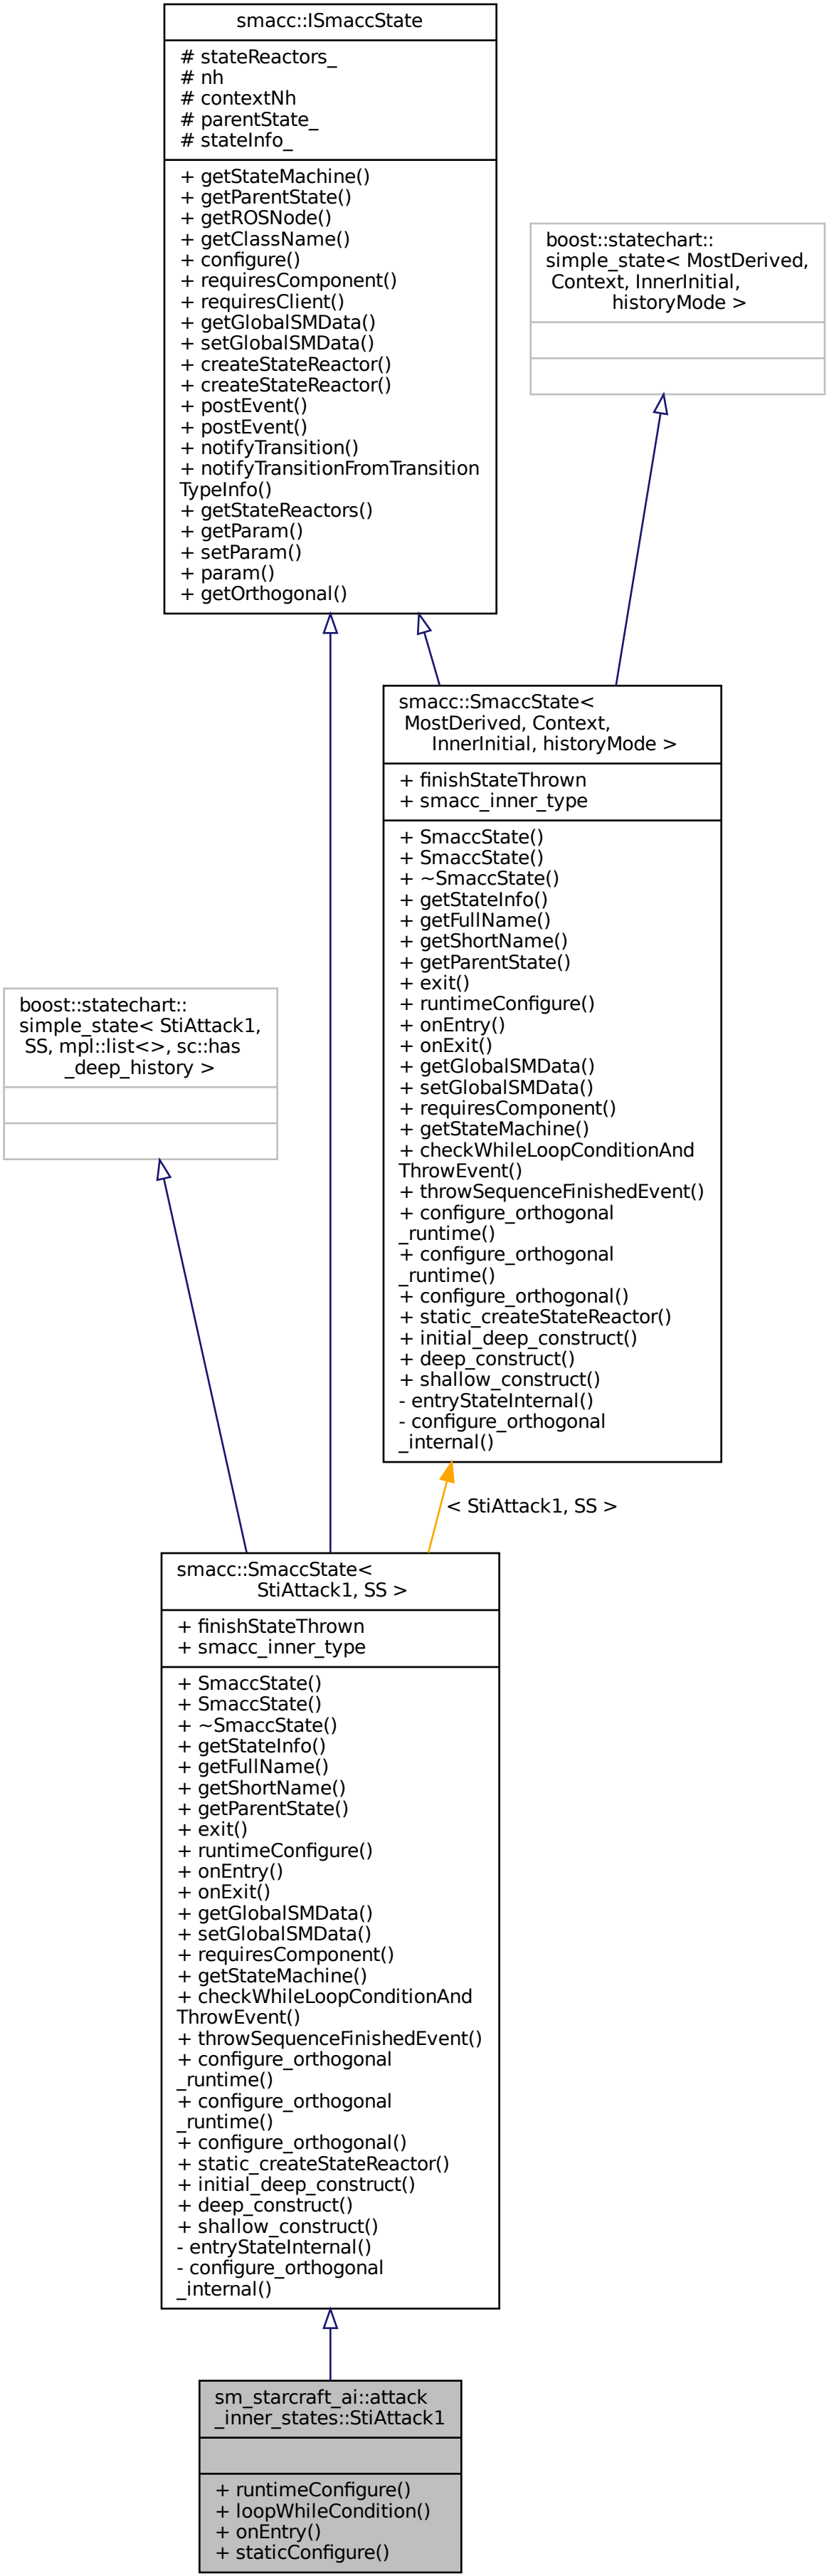 smacc::ISmaccState
# stateReactors_
# nh
# contextNh
# parentState_
# stateInfo_
+ getStateMachine()
+ getParentState()
+ getROSNode()
+ getClassName()
+ configure()
+ requiresComponent()
+ requiresClient()
+ getGlobalSMData()
+ setGlobalSMData()
+ createStateReactor()
+ createStateReactor()
+ postEvent()
+ postEvent()
+ notifyTransition()
+ notifyTransitionFromTransition
TypeInfo()
+ getStateReactors()
+ getParam()
+ setParam()
+ param()
+ getOrthogonal()
boost::statechart::
simple_state< MostDerived,
Context, InnerInitial,
historyMode >
smacc::SmaccState<
MostDerived, Context,
InnerInitial, historyMode >
+ finishStateThrown
+ smacc_inner_type
+ SmaccState()
+ SmaccState()
+ ~SmaccState()
+ getStateInfo()
+ getFullName()
+ getShortName()
+ getParentState()
+ exit()
+ runtimeConfigure()
+ onEntry()
+ onExit()
+ getGlobalSMData()
+ setGlobalSMData()
+ requiresComponent()
+ getStateMachine()
+ checkWhileLoopConditionAnd
ThrowEvent()
+ throwSequenceFinishedEvent()
+ configure_orthogonal
_runtime()
+ configure_orthogonal
_runtime()
+ configure_orthogonal()
+ static_createStateReactor()
+ initial_deep_construct()
+ deep_construct()
+ shallow_construct()
- entryStateInternal()
- configure_orthogonal
_internal()
boost::statechart::
simple_state< StiAttack1,
SS, mpl::list<>, sc::has
_deep_history >
< StiAttack1, SS >
smacc::SmaccState<
StiAttack1, SS >
+ finishStateThrown
+ smacc_inner_type
+ SmaccState()
+ SmaccState()
+ ~SmaccState()
+ getStateInfo()
+ getFullName()
+ getShortName()
+ getParentState()
+ exit()
+ runtimeConfigure()
+ onEntry()
+ onExit()
+ getGlobalSMData()
+ setGlobalSMData()
+ requiresComponent()
+ getStateMachine()
+ checkWhileLoopConditionAnd
ThrowEvent()
+ throwSequenceFinishedEvent()
+ configure_orthogonal
_runtime()
+ configure_orthogonal
_runtime()
+ configure_orthogonal()
+ static_createStateReactor()
+ initial_deep_construct()
+ deep_construct()
+ shallow_construct()
- entryStateInternal()
- configure_orthogonal
_internal()
sm_starcraft_ai::attack
_inner_states::StiAttack1
+ runtimeConfigure()
+ loopWhileCondition()
+ onEntry()
+ staticConfigure()